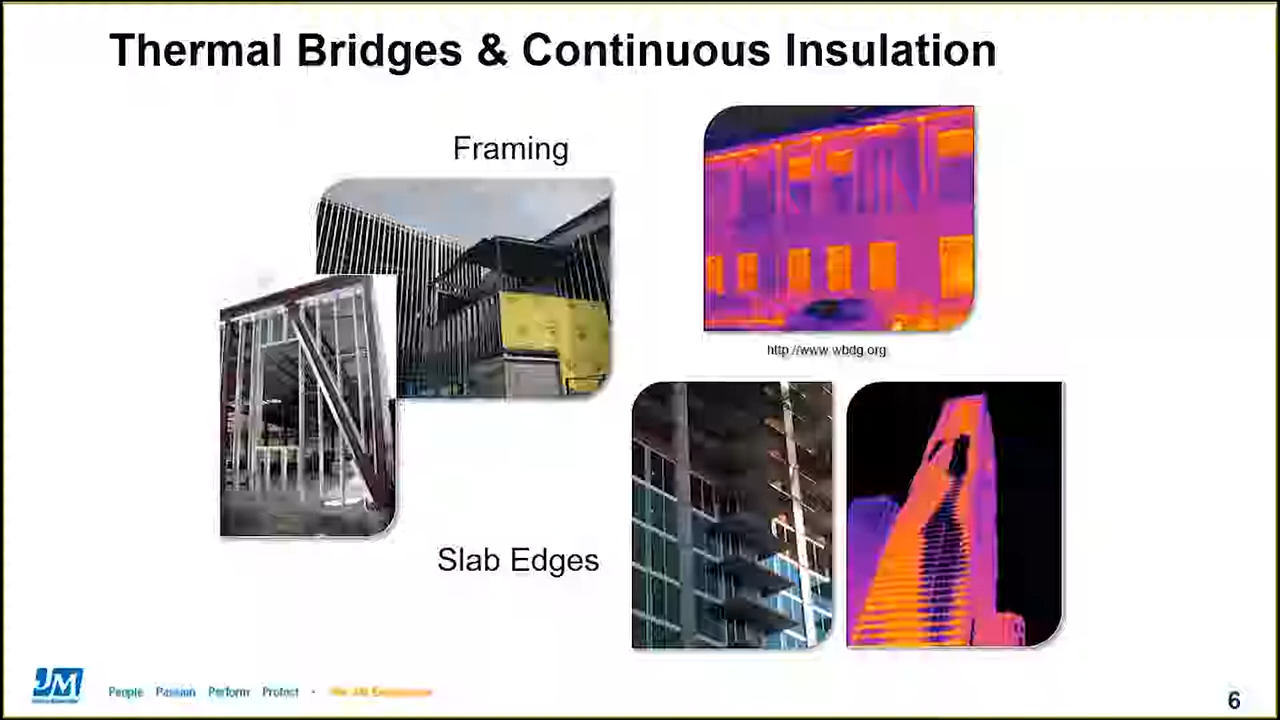 Thermal Bridges & Continuous Insulation
Framing
http://www.wbdg.org
Slab Edges
JM
People Passion Perform Protect •
6